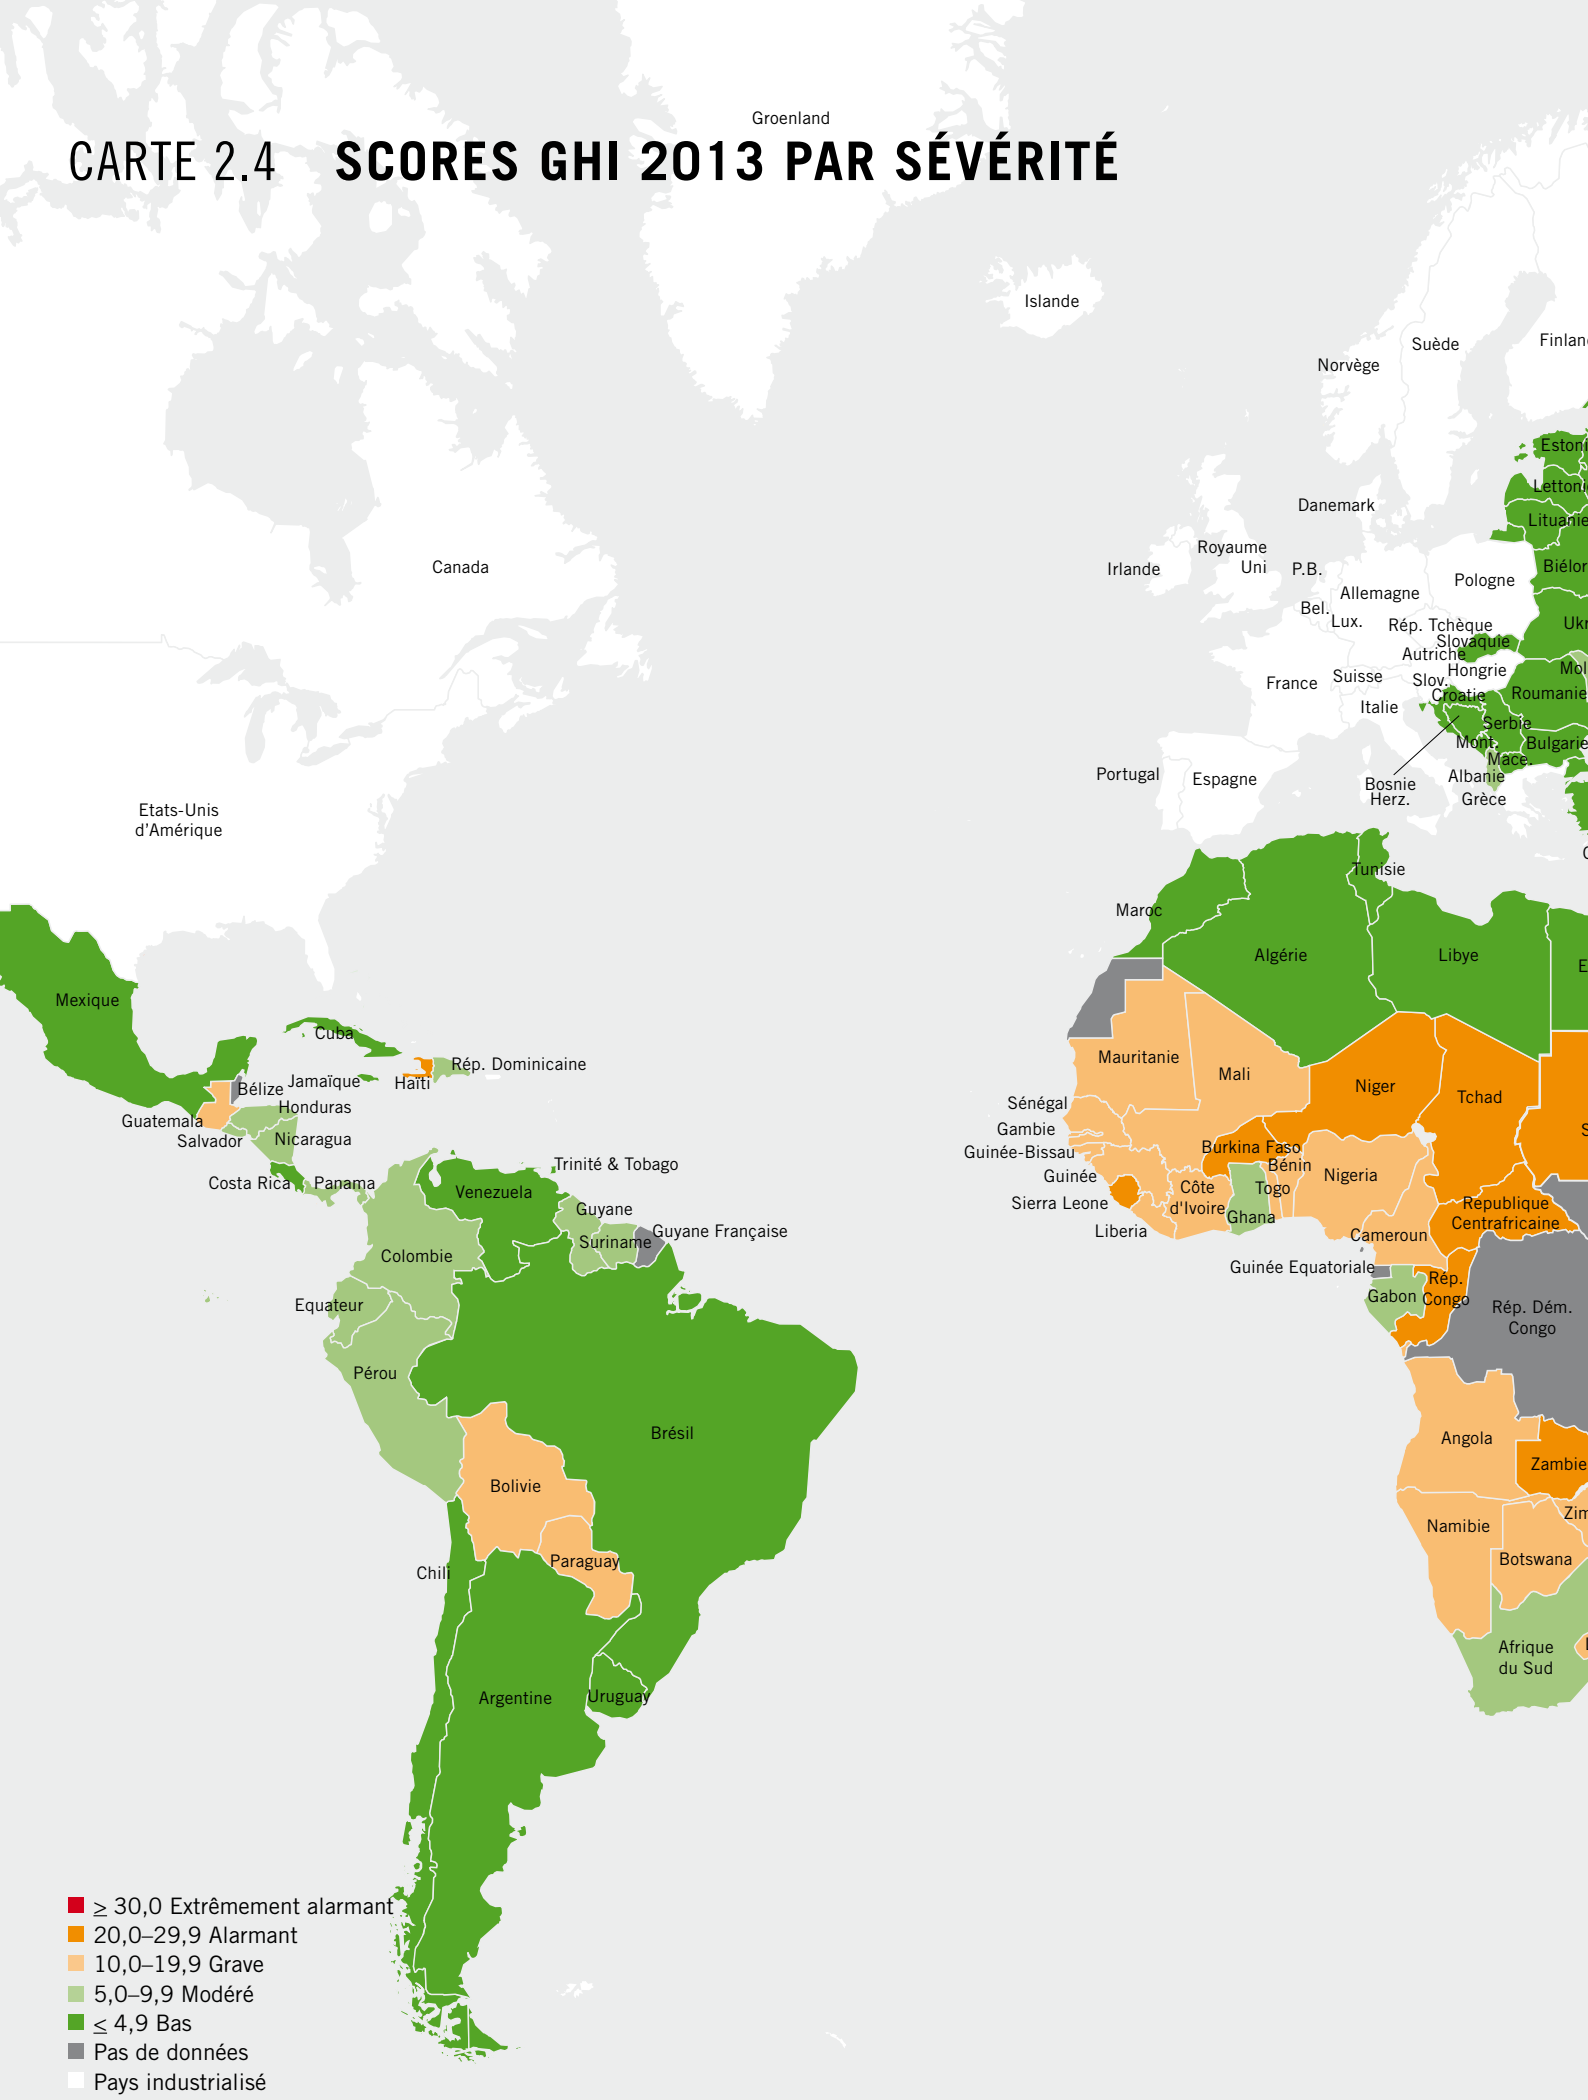 Groenland
CARTE 2.4 SCORES GHI 2013 PAR SÉVÉRITÉ
Islande
Suède
Finlan
Norvège
Estoni
Lettoni
Danemark
Lituanie
Royaume
Uni
Irlande
P.B.
Biélor
Canada
Pologne
Allemagne
Bel.
Lux.
Rép. Tchèque
Ukr
Slovaquie
Autriche
Hongrie
Mol
France
Suisse
Slov.
Croatie
Roumanie
Italie
Serbie
Mont.
Bulgarie
Mace.
Portugal
Espagne
Albanie
Bosnie
Herz.
Grèce
Etats-Unis
d'Amérique
Tunisie
Maroc
Algérie
Libye
E
Mexique
Cuba
Rép. Dominicaine
Haïti
Jamaïque
Bélize
Honduras
Guatemala
Salvador
Nicaragua
Costa Rica
Panama
Trinité & Tobago
Venezuela
Guyane
Guyane Française
Suriname
Colombie
Equateur
Pérou
Brésil
Bolivie
Paraguay
Chili
Argentine
Uruguay
Mauritanie
Mali
Niger
Tchad
Sénégal
Gambie
S
Guinée-Bissau
Burkina Faso
Bénin
Guinée
Nigeria
Côte
d'Ivoire
Togo
Sierra Leone
Ghana
Liberia
Republique
Centrafricaine
Cameroun
Guinée Equatoriale
Rép.
Congo
Gabon
Rép. Dém.
Congo
Angola
Zambie
Zim
Namibie
Botswana
Afrique
du Sud
≥ 30,0 Extrêmement alarmant
20,0–29,9 Alarmant
10,0–19,9 Grave
5,0–9,9 Modéré
≤ 4,9 Bas
Pas de données
Pays industrialisé